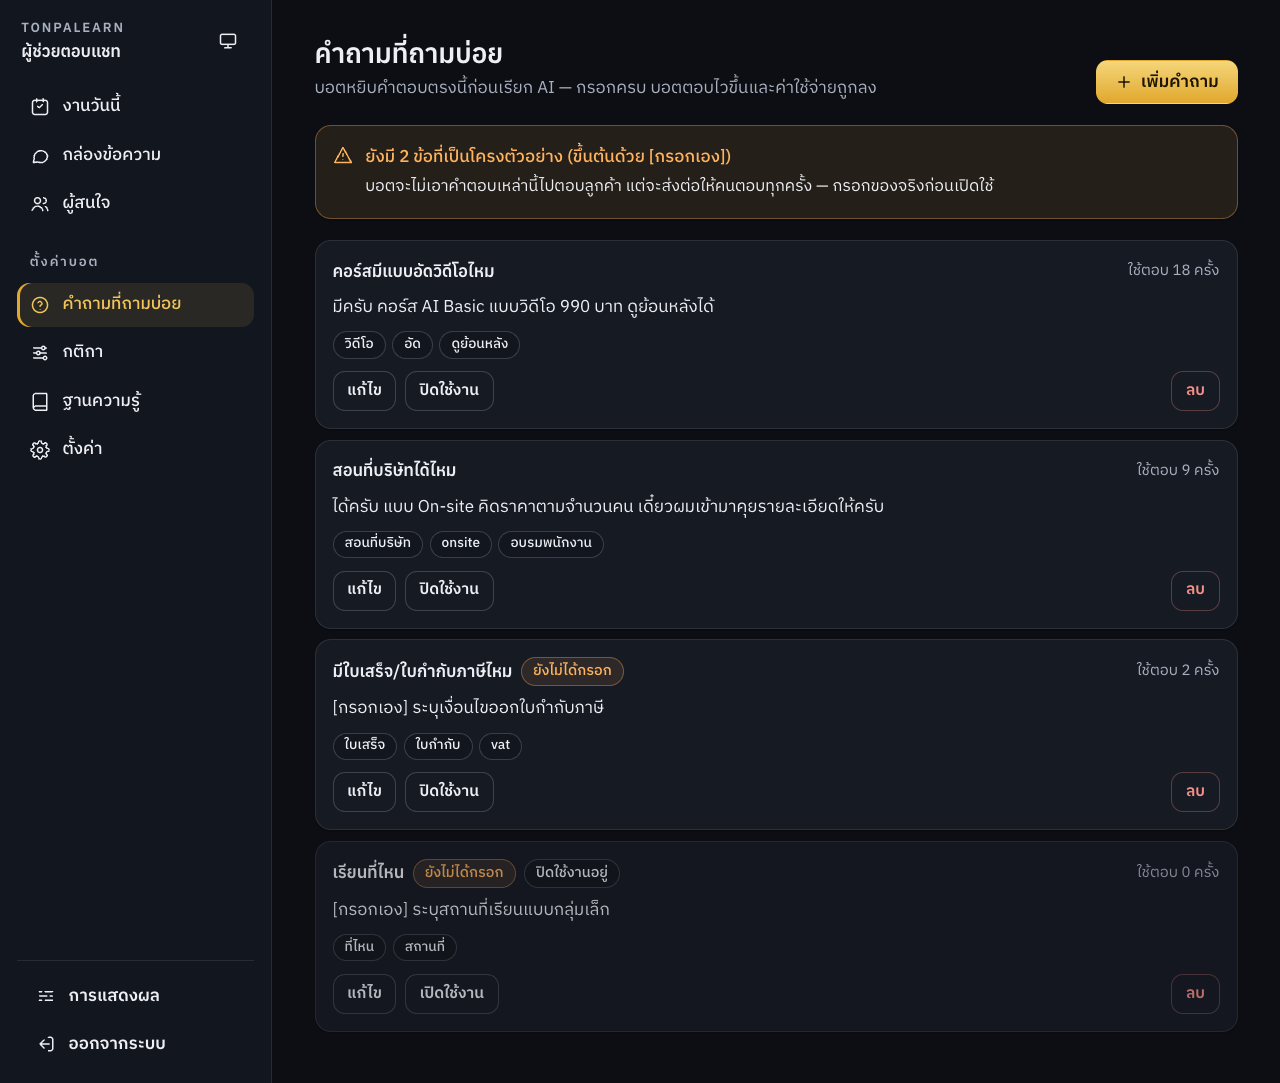 TONPALEARN
ผู้ช่วยตอบแชท
งานวันนี้
กล่องข้อความ
ผู้สนใจ
ตั้งค่าบอต
คำถามที่ถามบ่อย
กติกา
ฐานความรู้
ตั้งค่า
การแสดงผล
ออกจากระบบ
คำถามที่ถามบ่อย
บอตหยิบคำตอบตรงนี้ก่อนเรียก AI — กรอกครบ บอตตอบไวขึ้นและค่าใช้จ่ายถูกลง
เพิ่มคำถาม
ยังมี 2 ข้อที่เป็นโครงตัวอย่าง (ขึ้นต้นด้วย [กรอกเอง])
บอตจะไม่เอาคำตอบเหล่านี้ไปตอบลูกค้า แต่จะส่งต่อให้คนตอบทุกครั้ง — กรอกของจริงก่อนเปิดใช้
คอร์สมีแบบอัดวิดีโอไหม ใช้ตอบ 18 ครั้ง
มีครับ คอร์ส AI Basic แบบวิดีโอ 990 บาท ดูย้อนหลังได้
วิดีโอ อัด ดูย้อนหลัง
แก้ไข ปิดใช้งาน ลบ
สอนที่บริษัทได้ไหม ใช้ตอบ 9 ครั้ง
ได้ครับ แบบ On-site คิดราคาตามจำนวนคน เดี๋ยวผมเข้ามาคุยรายละเอียดให้ครับ
สอนที่บริษัท onsite อบรมพนักงาน
แก้ไข ปิดใช้งาน ลบ
มีใบเสร็จ/ใบกำกับภาษีไหม ยังไม่ได้กรอก ใช้ตอบ 2 ครั้ง
[กรอกเอง] ระบุเงื่อนไขออกใบกำกับภาษี
ใบเสร็จ ใบกำกับ vat
แก้ไข ปิดใช้งาน ลบ
เรียนที่ไหน ยังไม่ได้กรอก ปิดใช้งานอยู่ ใช้ตอบ 0 ครั้ง
[กรอกเอง] ระบุสถานที่เรียนแบบกลุ่มเล็ก
ที่ไหน สถานที่
แก้ไข เปิดใช้งาน ลบ